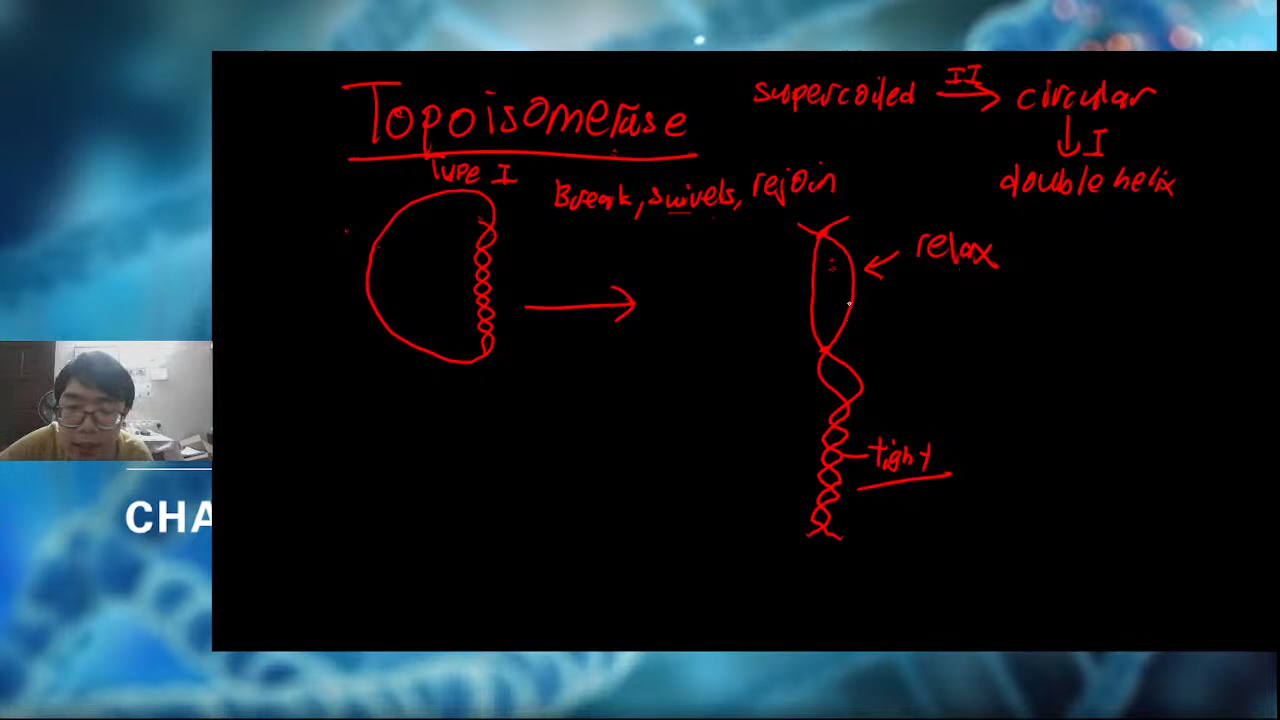 Topoisomerase
supercoiled II circular
I
double helix
Type I
Break, swivels, rejoin
relax
tight
CHA